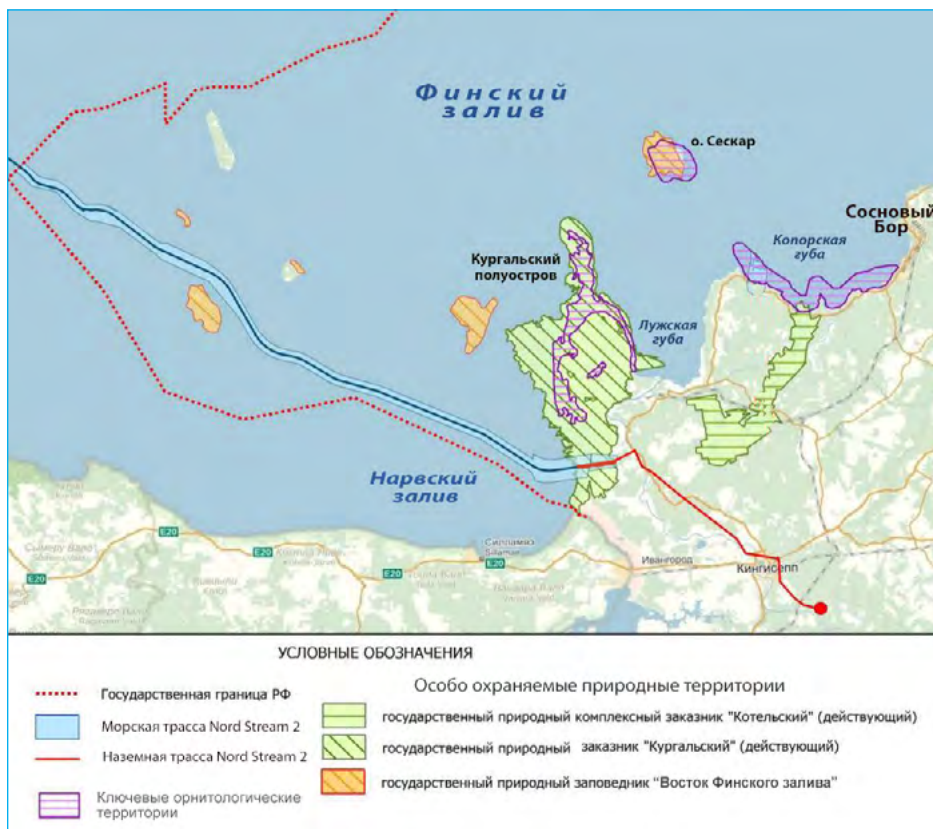 Финский
залив
о. Сескар
Сосновый
Бор
Копорская
губа
Кургальский
полуостров
Лужская
губа
Нарвский
залив
E20
E20
E20
E20
Силламяэ
Sillamäe
Ивангород
Кингисепп
УСЛОВНЫЕ ОБОЗНАЧЕНИЯ
Государственная граница РФ
Морская трасса Nord Stream 2
Наземная трасса Nord Stream 2
Ключевые орнитологические
территории
Особо охраняемые природные территории
государственный природный комплексный заказник "Котельский" (действующий)
государственный природный заказник "Кургальский" (действующий)
государственный природный заповедник “Восток Финского залива”